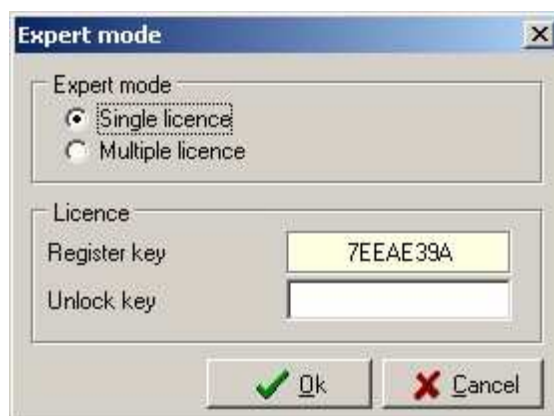 Expert mode
Expert mode
Single licence
Multiple licence
Licence
Register key 7EEAE39A
Unlock key
Ok Cancel